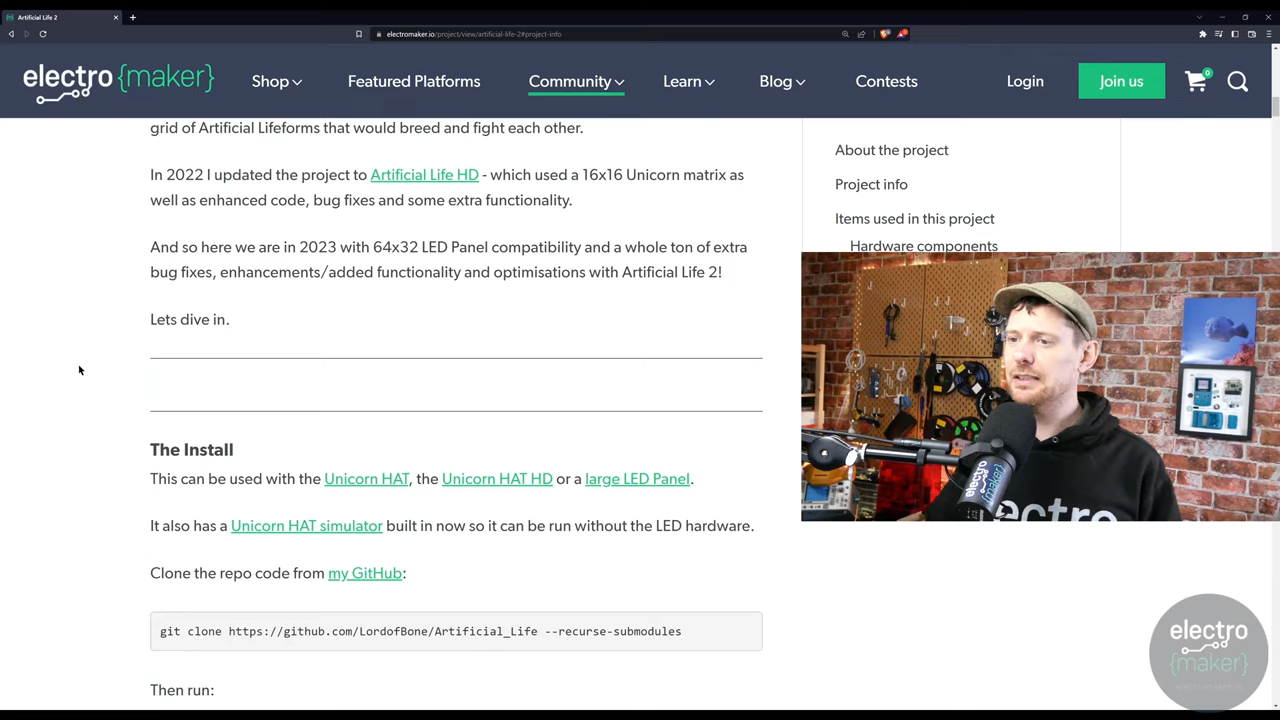 Artificial Life 2
electromaker.io/project/view/artificial-life-2#project-info
electro {maker}
Shop
Featured Platforms
Community
Learn
Blog
Contests
Login
Join us
0
grid of Artificial Lifeforms that would breed and fight each other.
In 2022 I updated the project to Artificial Life HD - which used a 16x16 Unicorn matrix as
well as enhanced code, bug fixes and some extra functionality.
And so here we are in 2023 with 64x32 LED Panel compatibility and a whole ton of extra
bug fixes, enhancements/added functionality and optimisations with Artificial Life 2!
Lets dive in.
About the project
Project info
Items used in this project
Hardware components
The Install
This can be used with the Unicorn HAT, the Unicorn HAT HD or a large LED Panel.
It also has a Unicorn HAT simulator built in now so it can be run without the LED hardware.
Clone the repo code from my GitHub:
git clone https://github.com/LordofBone/Artificial_Life --recurse-submodules
Then run:
electro
{maker}